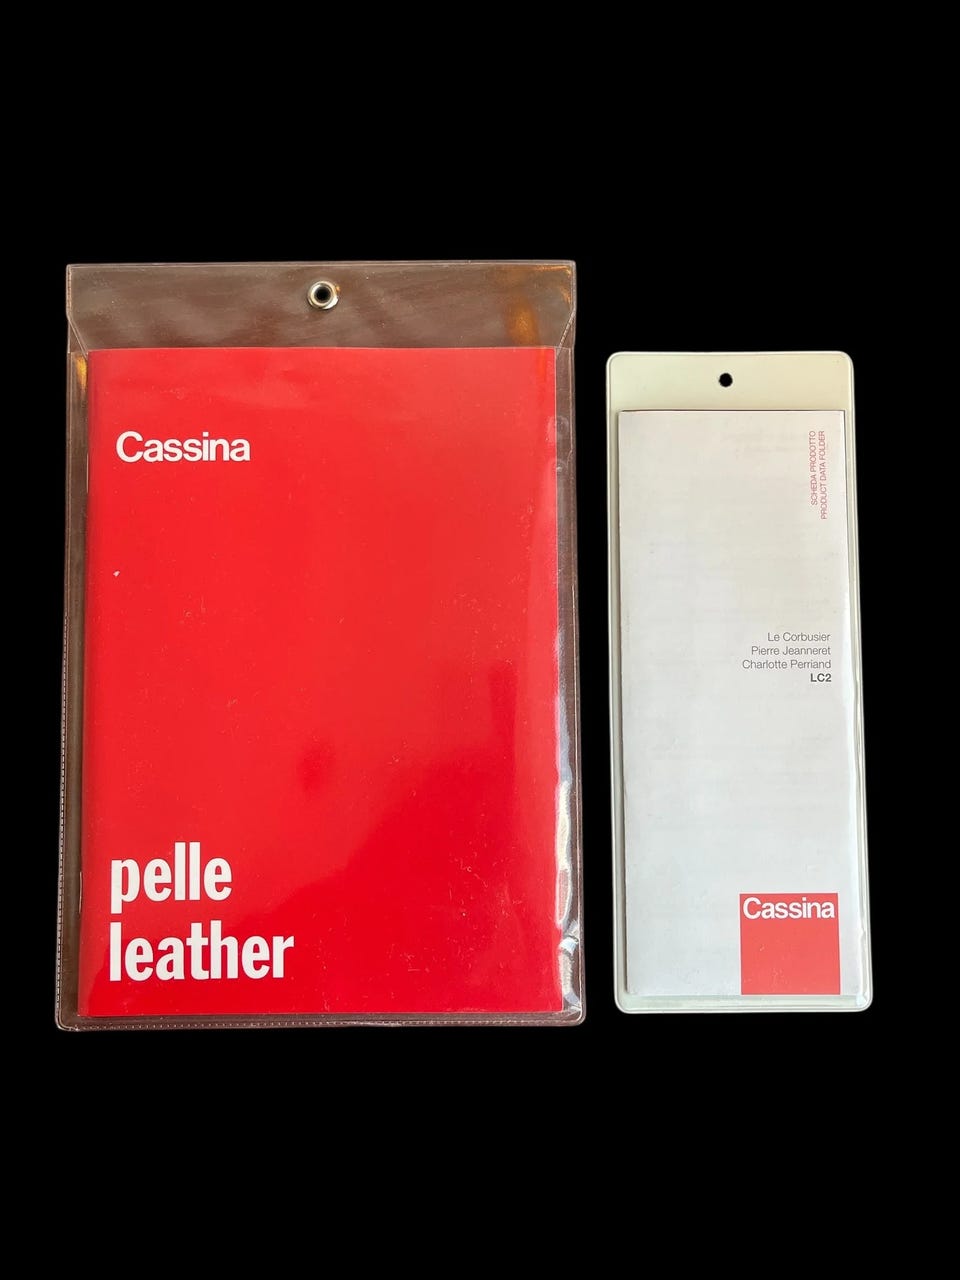 Cassina
pelle
leather
SCHEDA PRODOTTO
PRODUCT DATA FOLDER
Le Corbusier
Pierre Jeanneret
Charlotte Perriand
LC2
Cassina